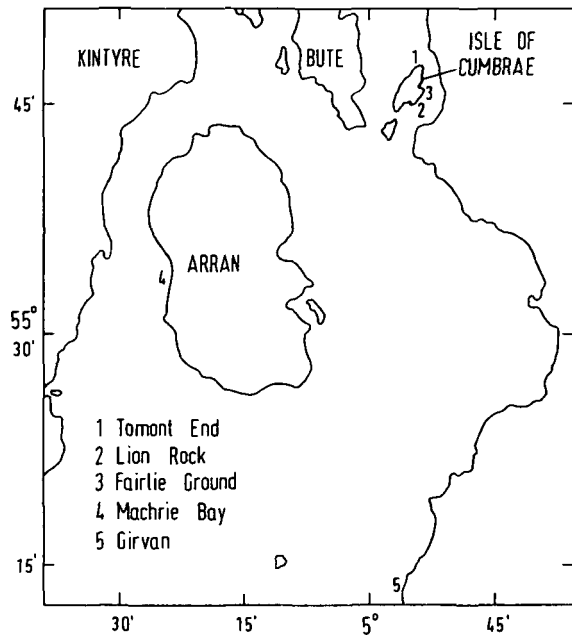 KINTYRE
BUTE
ISLE OF
CUMBRAE
1
3
2
45'
ARRAN
4
55°
30'
1 Tomont End
2 Lion Rock
3 Fairlie Ground
4 Machrie Bay
5 Girvan
15'
5
30' 15' 5° 45'